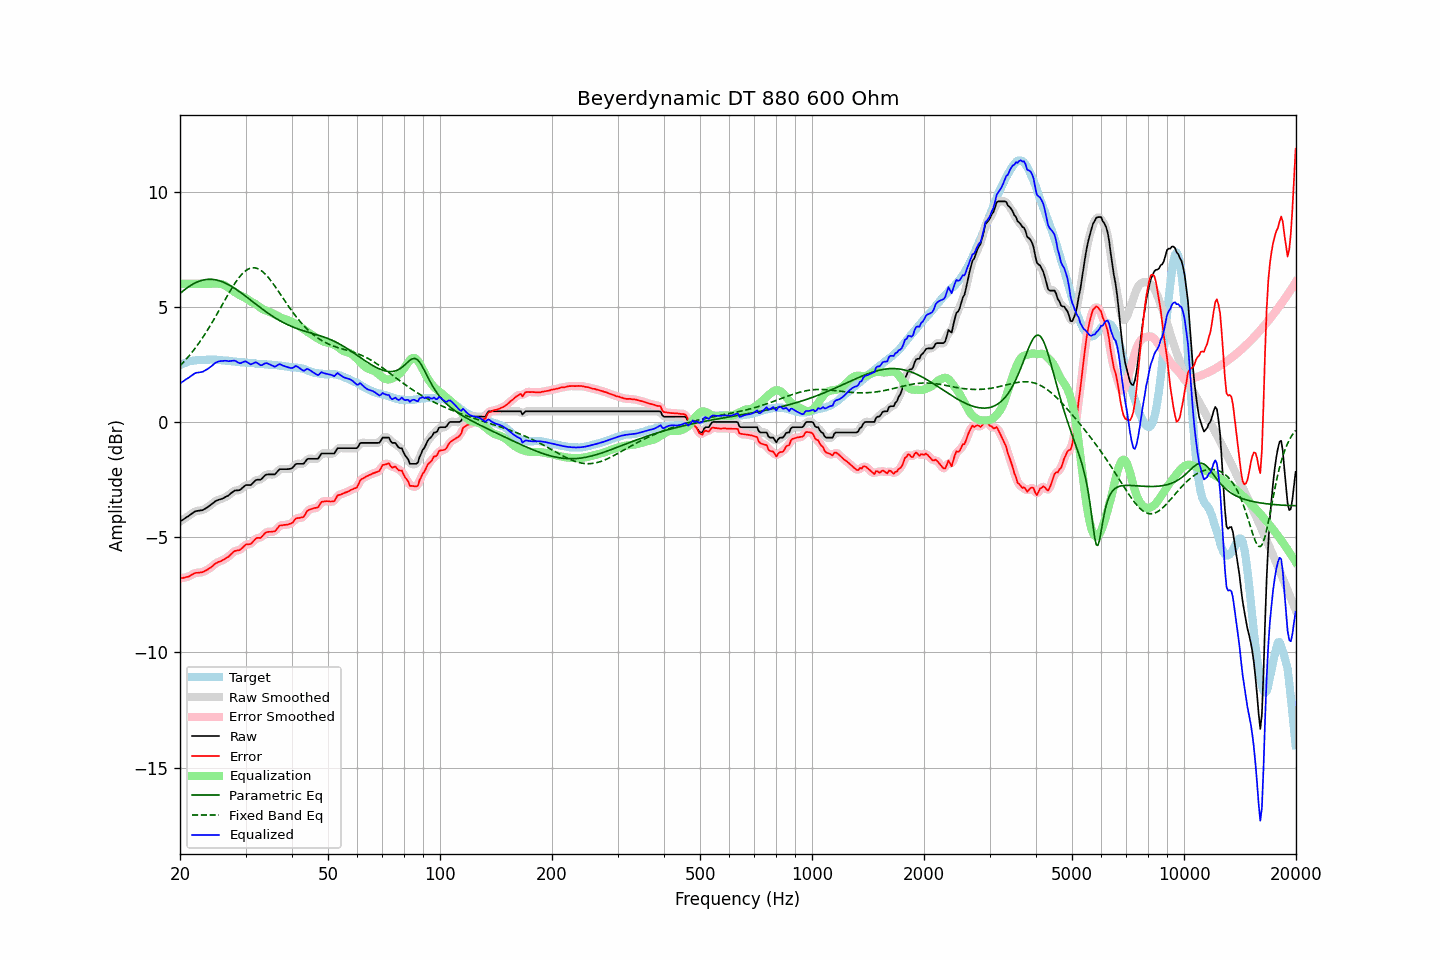 Beyerdynamic DT 880 600 Ohm
Amplitude (dBr)
10
5
0
−5
−10
−15
Target
Raw Smoothed
Error Smoothed
Raw
Error
Equalization
Parametric Eq
Fixed Band Eq
Equalized
20 50 100 200 500 1000 2000 5000 10000 20000
Frequency (Hz)